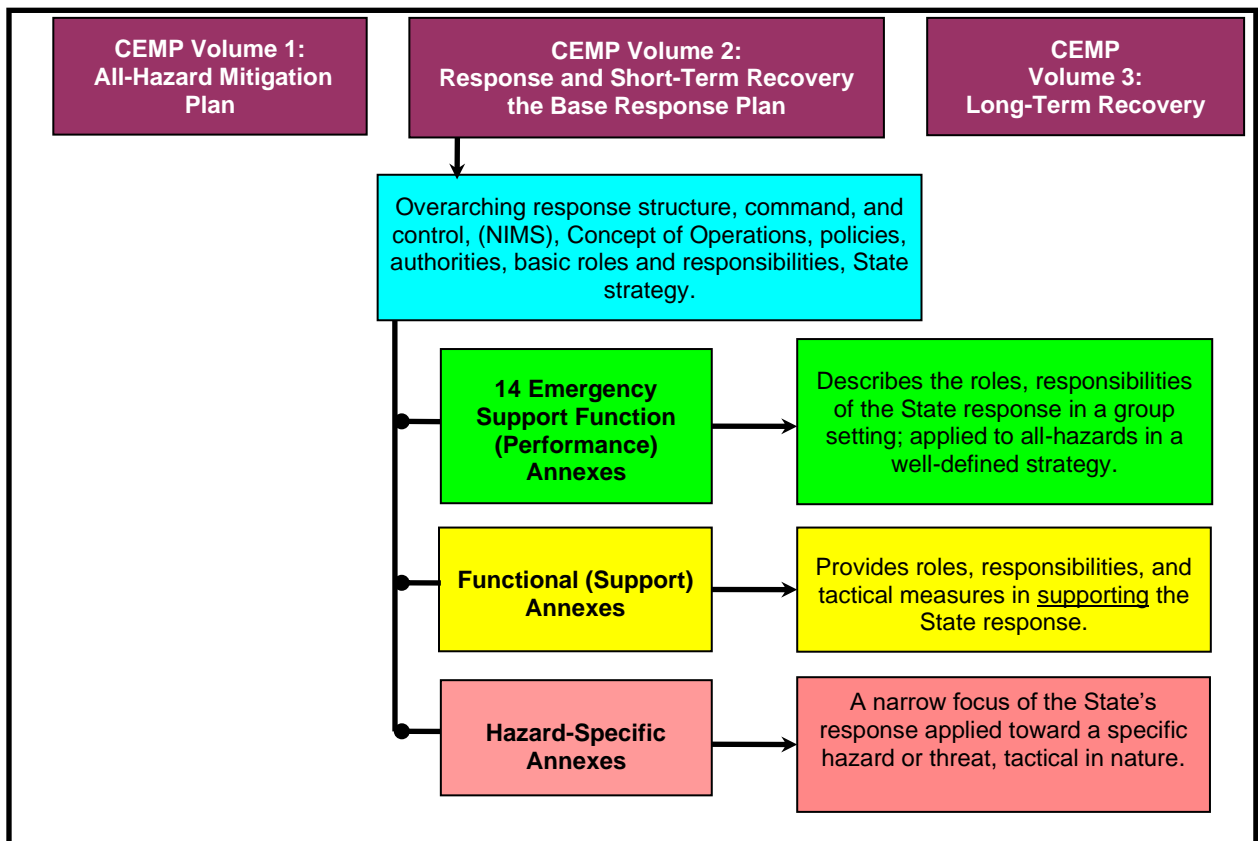 CEMP Volume 1:
All-Hazard Mitigation
Plan
CEMP Volume 2:
Response and Short-Term Recovery
the Base Response Plan
CEMP
Volume 3:
Long-Term Recovery
Overarching response structure, command, and
control, (NIMS), Concept of Operations, policies,
authorities, basic roles and responsibilities, State
strategy.
14 Emergency
Support Function
(Performance)
Annexes
Describes the roles, responsibilities
of the State response in a group
setting; applied to all-hazards in a
well-defined strategy.
Functional (Support)
Annexes
Provides roles, responsibilities, and
tactical measures in supporting the
State response.
Hazard-Specific
Annexes
A narrow focus of the State’s
response applied toward a specific
hazard or threat, tactical in nature.